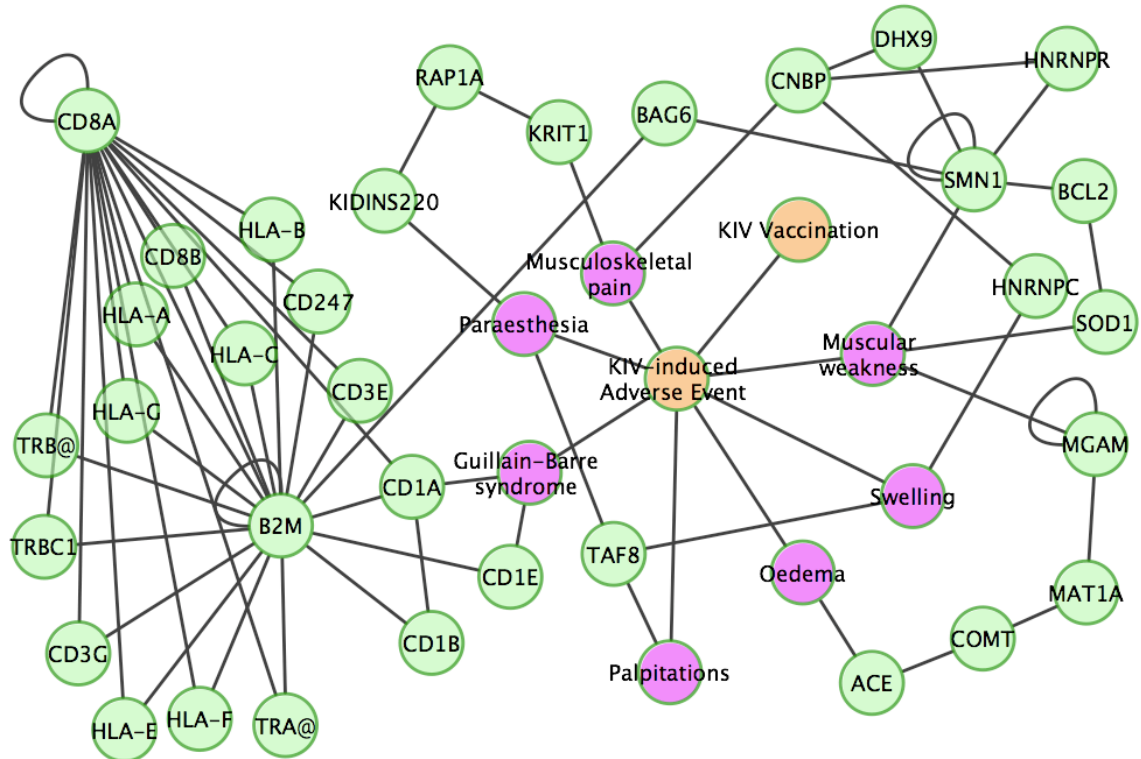 DHX9
HNRNPR
RAP1A
CNBP
BAG6
CD8A
KRIT1
SMN1
BCL2
KIDINS220
HLA-B
KIV Vaccination
CD8B
Musculoskeletal
pain
HNRNPC
CD247
HLA-A
Paraesthesia
SOD1
HLA-C
Muscular
weakness
KIV-induced
Adverse Event
CD3E
HLA-G
TRB@
MGAM
Guillain-Barre
syndrome
CD1A
Swelling
B2M
TRBC1
TAF8
CD1E
Oedema
MAT1A
COMT
CD1B
CD3G
Palpitations
ACE
HLA-F
TRA@
HLA-E